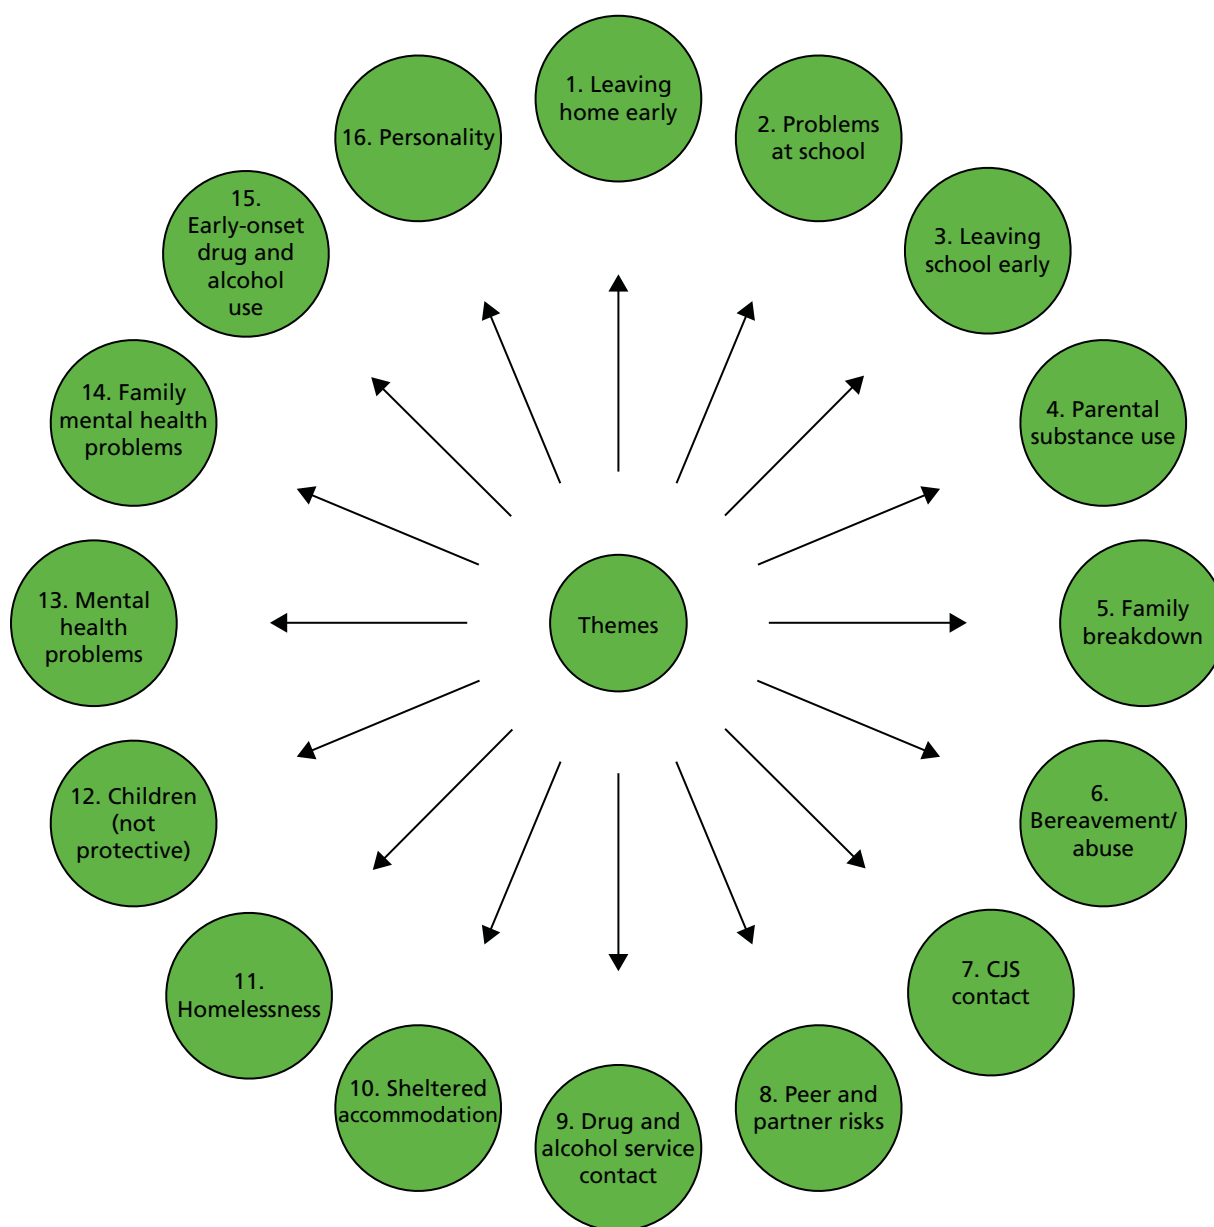 1. Leaving
home early
2. Problems
at school
3. Leaving
school early
4. Parental
substance use
5. Family
breakdown
6.
Bereavement/
abuse
7. CJS
contact
8. Peer and
partner risks
9. Drug and
alcohol service
contact
10. Sheltered
accommodation
11.
Homelessness
12. Children
(not
protective)
13. Mental
health
problems
14. Family
mental health
problems
15.
Early-onset
drug and
alcohol
use
16. Personality
Themes